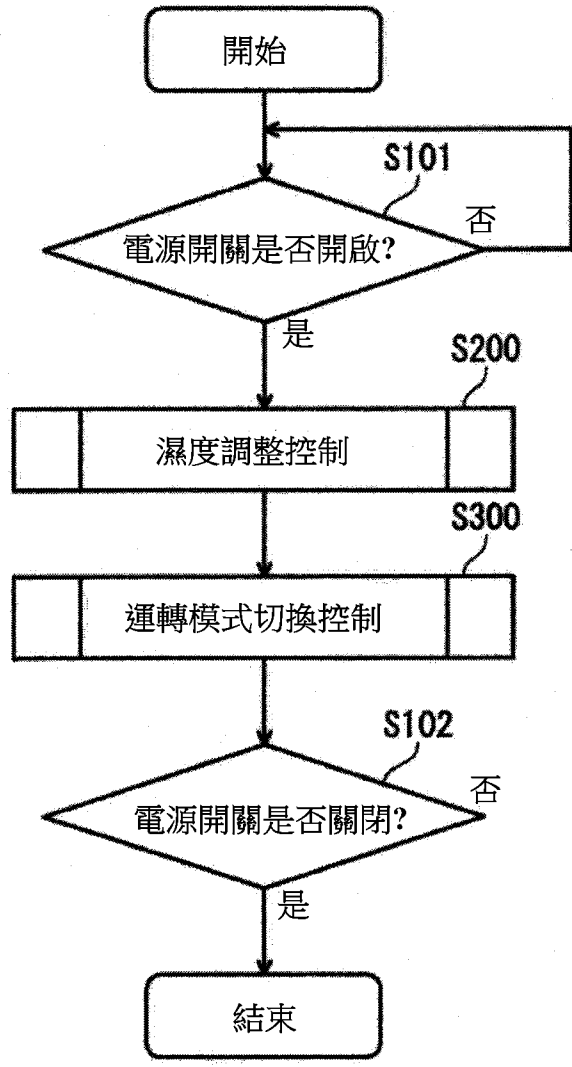 開始
S101
電源開關是否開啟?
否
是
S200
濕度調整控制
S300
運轉模式切換控制
S102
電源開關是否關閉?
否
是
結束